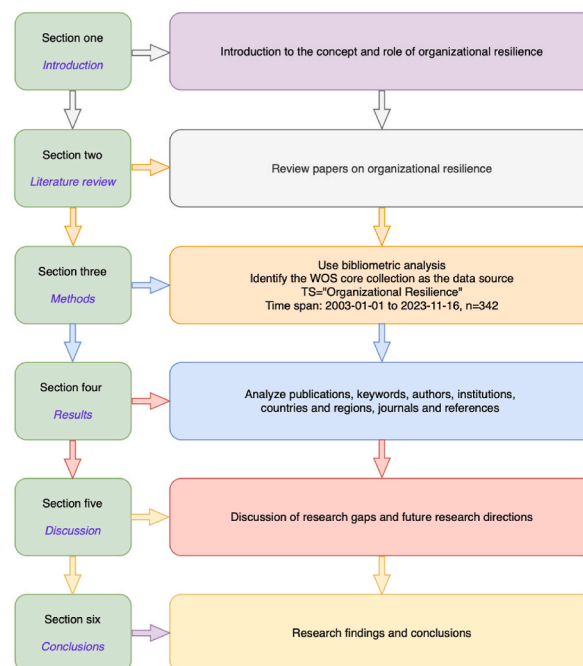 Section one
Introduction
Introduction to the concept and role of organizational resilience
Section two
Literature review
Review papers on organizational resilience
Section three
Methods
Use bibliometric analysis
Identify the WOS core collection as the data source
TS="Organizational Resilience"
Time span: 2003-01-01 to 2023-11-16, n=342
Section four
Results
Analyze publications, keywords, authors, institutions,
countries and regions, journals and references
Section five
Discussion
Discussion of research gaps and future research directions
Section six
Conclusions
Research findings and conclusions